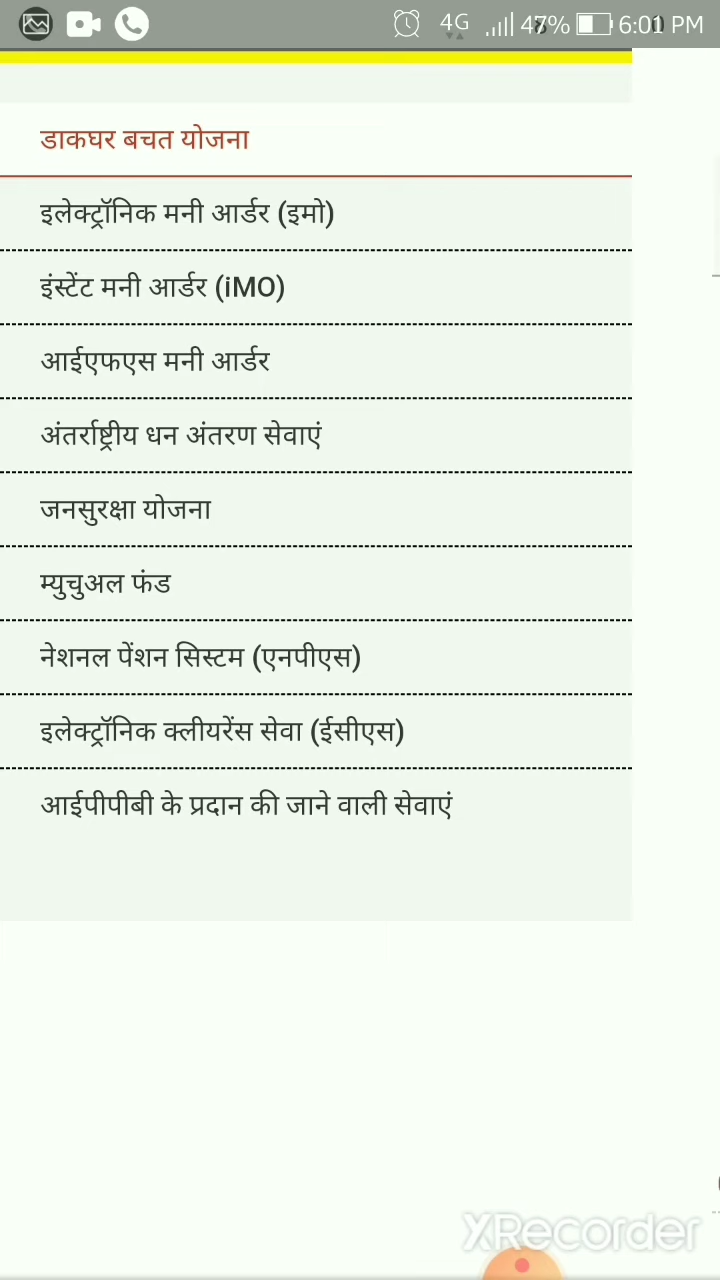 4G 47% 6:01 PM
डाकघर बचत योजना
इलेक्ट्रॉनिक मनी आर्डर (इमो)
इंस्टेंट मनी आर्डर (iMO)
आईएफएस मनी आर्डर
अंतर्राष्ट्रीय धन अंतरण सेवाएं
जनसुरक्षा योजना
म्युचुअल फंड
नेशनल पेंशन सिस्टम (एनपीएस)
इलेक्ट्रॉनिक क्लीयरेंस सेवा (ईसीएस)
आईपीपीबी के प्रदान की जाने वाली सेवाएं
XRecorder